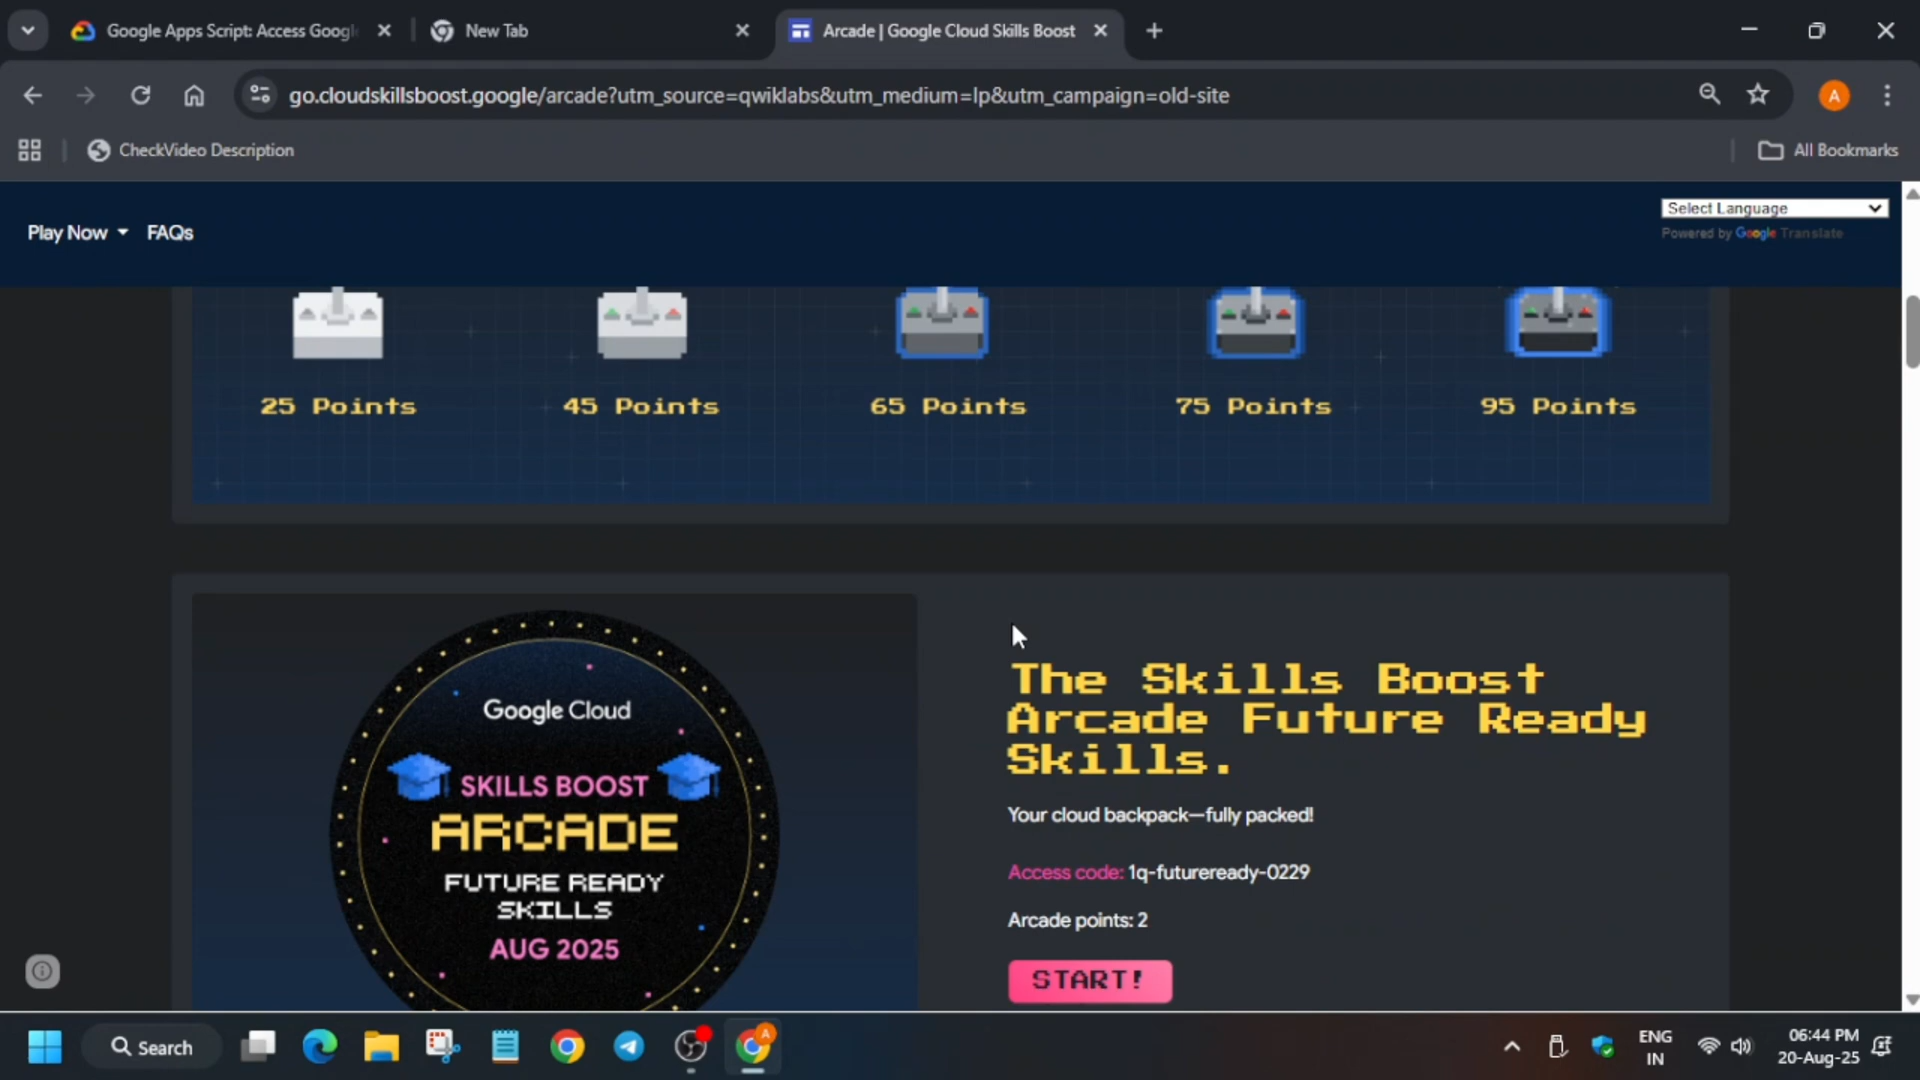 Google Apps Script: Access Googl
New Tab
Arcade | Google Cloud Skills Boost
go.cloudskillsboost.google/arcade?utm_source=qwiklabs&utm_medium=lp&utm_campaign=old-site
A
CheckVideo Description
All Bookmarks
Play Now
FAQs
Select Language
Powered by Google Translate
25 Points
45 Points
65 Points
75 Points
95 Points
Google Cloud
SKILLS BOOST
ARCADE
FUTURE READY
SKILLS
AUG 2025
The Skills Boost
Arcade Future Ready
Skills.
Your cloud backpack—fully packed!
Access code: 1q-futureready-0229
Arcade points: 2
START!
Search
A
ENG
IN
06:44 PM
20-Aug-25